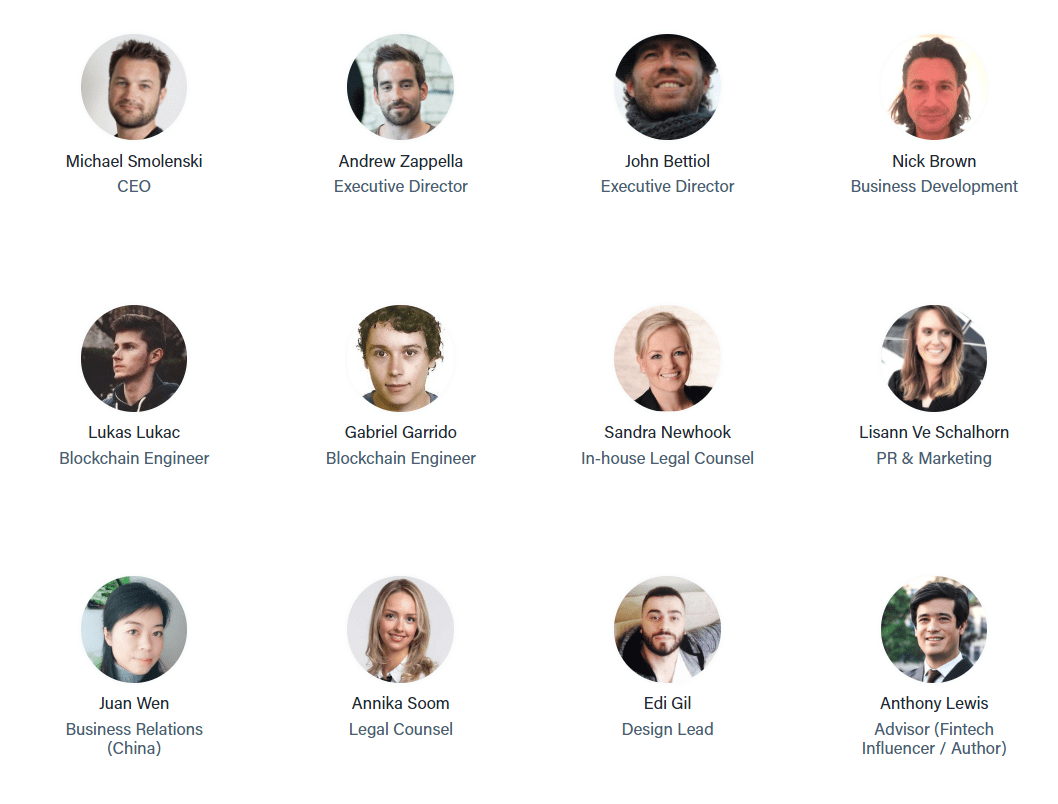 Michael Smolenski
CEO
Andrew Zappella
Executive Director
John Bettiol
Executive Director
Nick Brown
Business Development
Lukas Lukac
Blockchain Engineer
Gabriel Garrido
Blockchain Engineer
Sandra Newhook
In-house Legal Counsel
Lisann Ve Schalhorn
PR & Marketing
Juan Wen
Business Relations
(China)
Annika Soom
Legal Counsel
Edi Gil
Design Lead
Anthony Lewis
Advisor (Fintech
Influencer / Author)